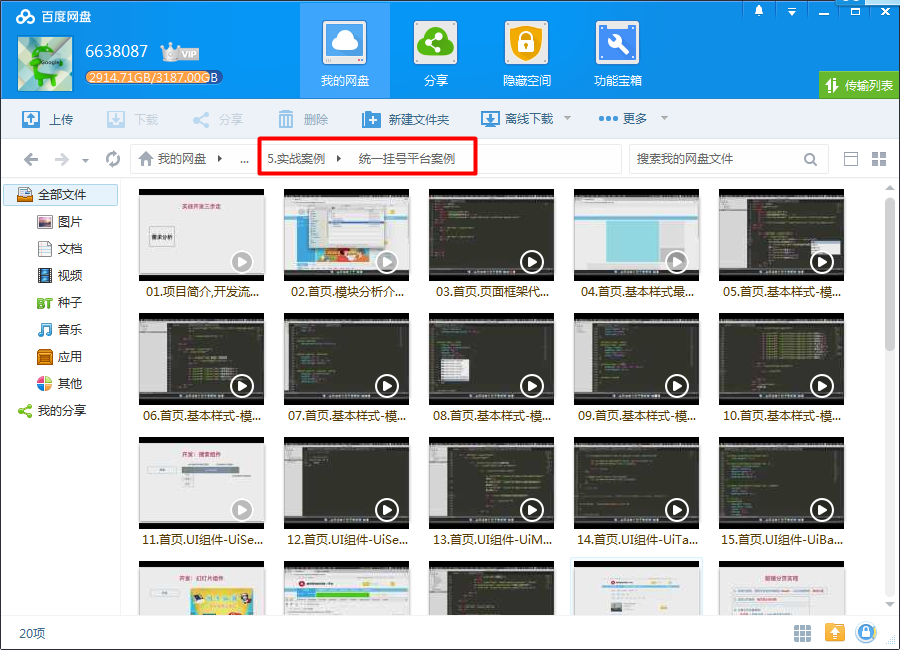 百度网盘
6638087 VIP
2914.71GB/3187.00GB
我的网盘
分享
隐藏空间
功能宝箱
传输列表
上传
下载
分享
删除
新建文件夹
离线下载
更多
我的网盘 ... 5.实战案例 统一挂号平台案例
搜索我的网盘文件
全部文件
图片
文档
视频
BT 种子
音乐
应用
其他
我的分享
实战开发三步走
需求分析
01.项目简介,开发流...
02.首页.模块分析介...
03.首页.页面框架代...
04.首页.基本样式最...
05.首页.基本样式-模...
06.首页.基本样式-模...
07.首页.基本样式-模...
08.首页.基本样式-模...
09.首页.基本样式-模...
10.首页.基本样式-模...
开发：搜索组件
11.首页.UI组件-UiSe...
12.首页.UI组件-UiSe...
13.首页.UI组件-UiM...
14.首页.UI组件-UiTa...
15.首页.UI组件-UiBa...
开发：幻灯片组件
20项